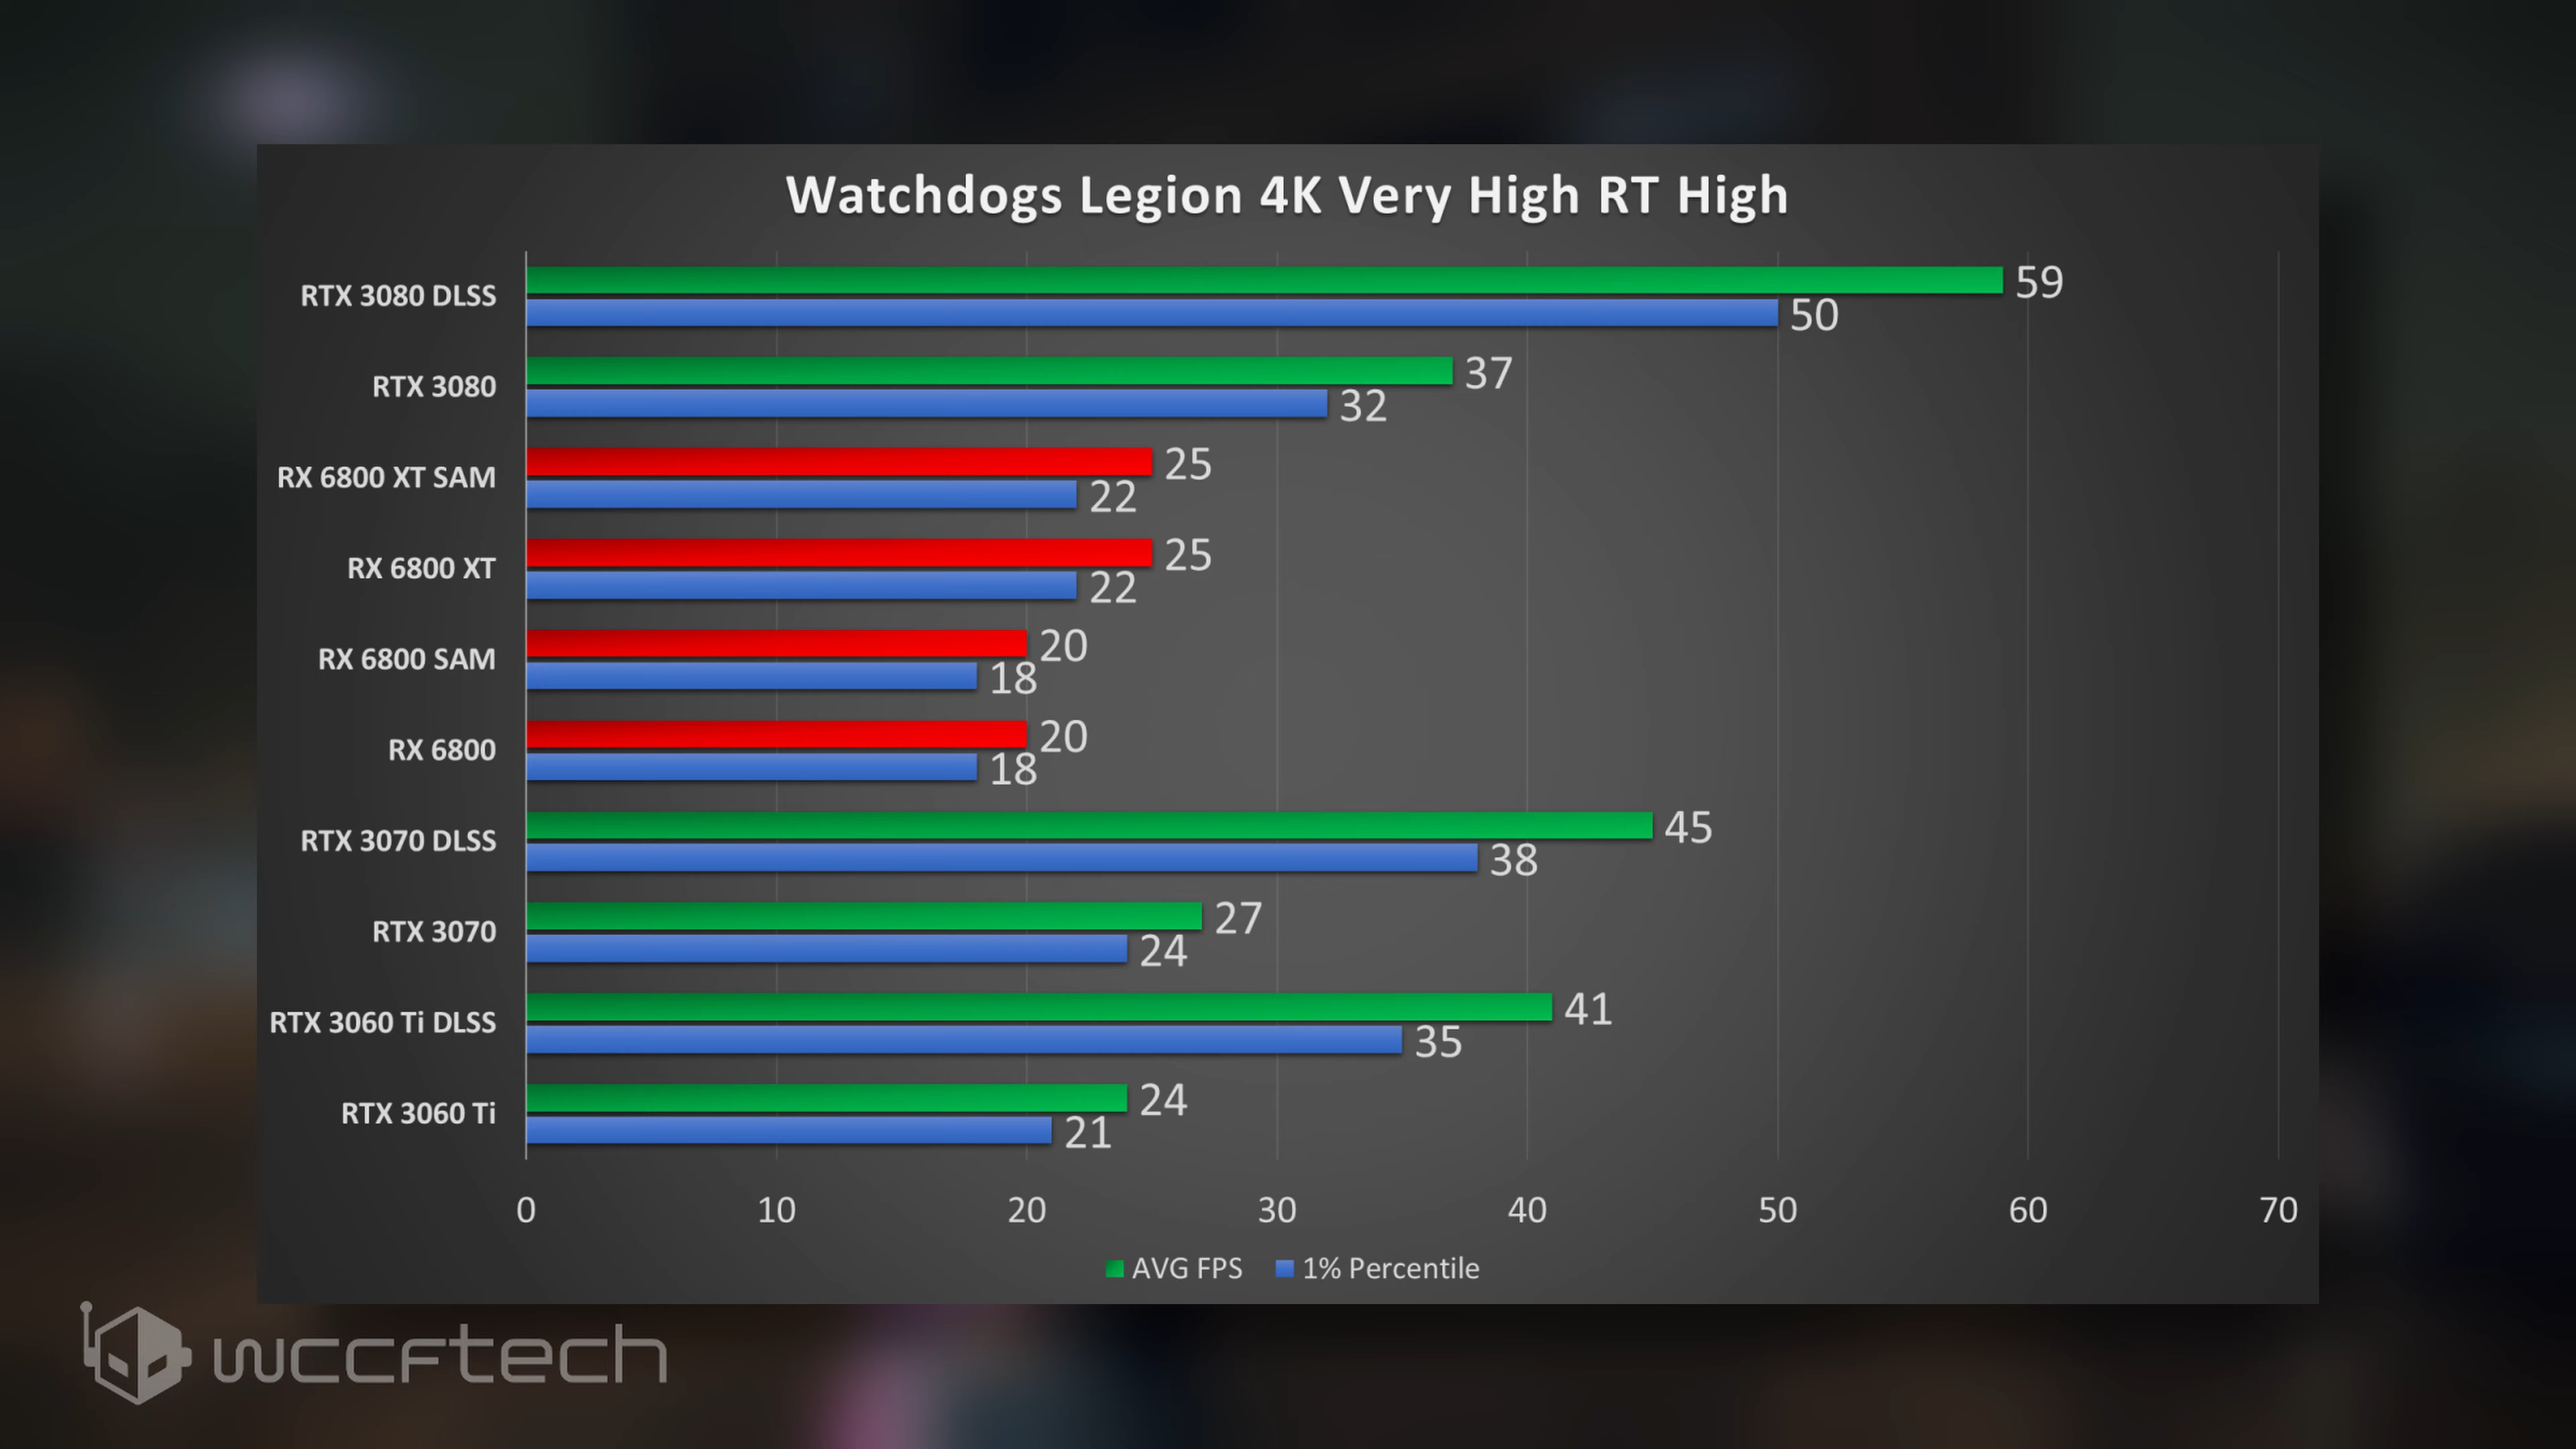 Watchdogs Legion 4K Very High RT High
RTX 3080 DLSS
59
50
RTX 3080
37
32
RX 6800 XT SAM
25
22
RX 6800 XT
25
22
RX 6800 SAM
20
18
RX 6800
20
18
RTX 3070 DLSS
45
38
RTX 3070
27
24
RTX 3060 Ti DLSS
41
35
RTX 3060 Ti
24
21
0 10 20 30 40 50 60 70
AVG FPS 1% Percentile
wccftech